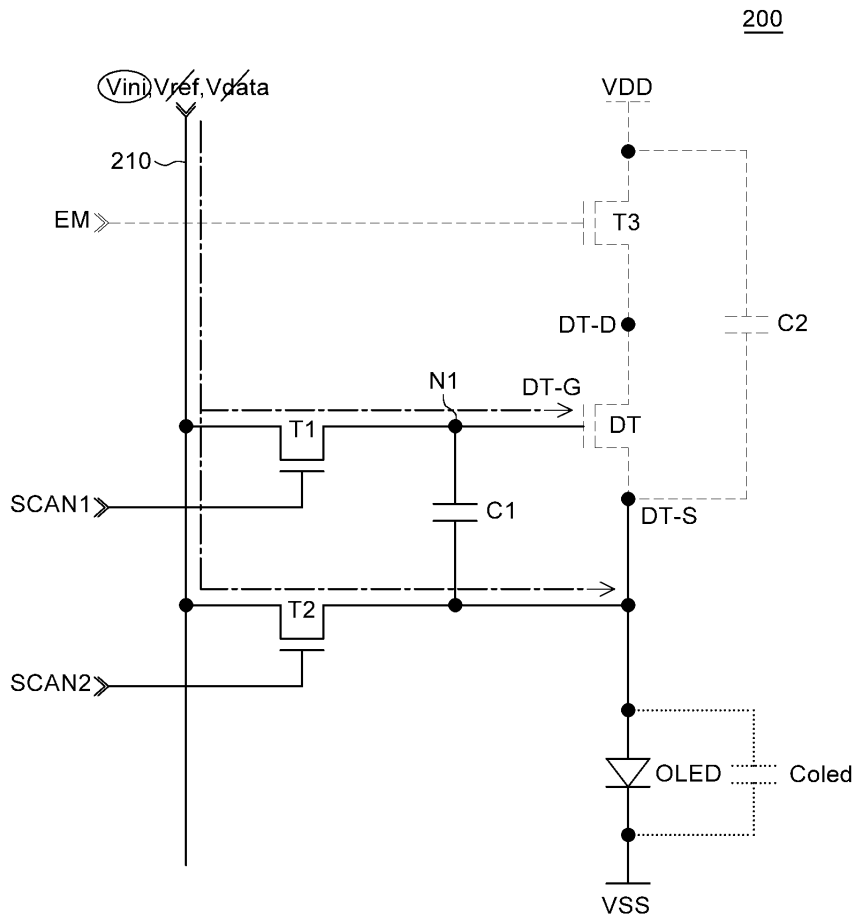 200
Vini,Vref,Vdata
VDD
210
EM
T3
DT-D
C2
N1
DT-G
T1
DT
SCAN1
C1
DT-S
T2
SCAN2
OLED
Coled
VSS